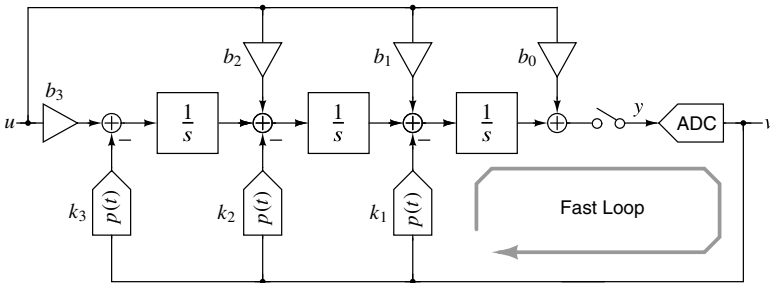 b₂ b₁ b₀
b₃
u 1/s 1/s 1/s y ADC v
k₃ p(t) k₂ p(t) k₁ p(t) Fast Loop